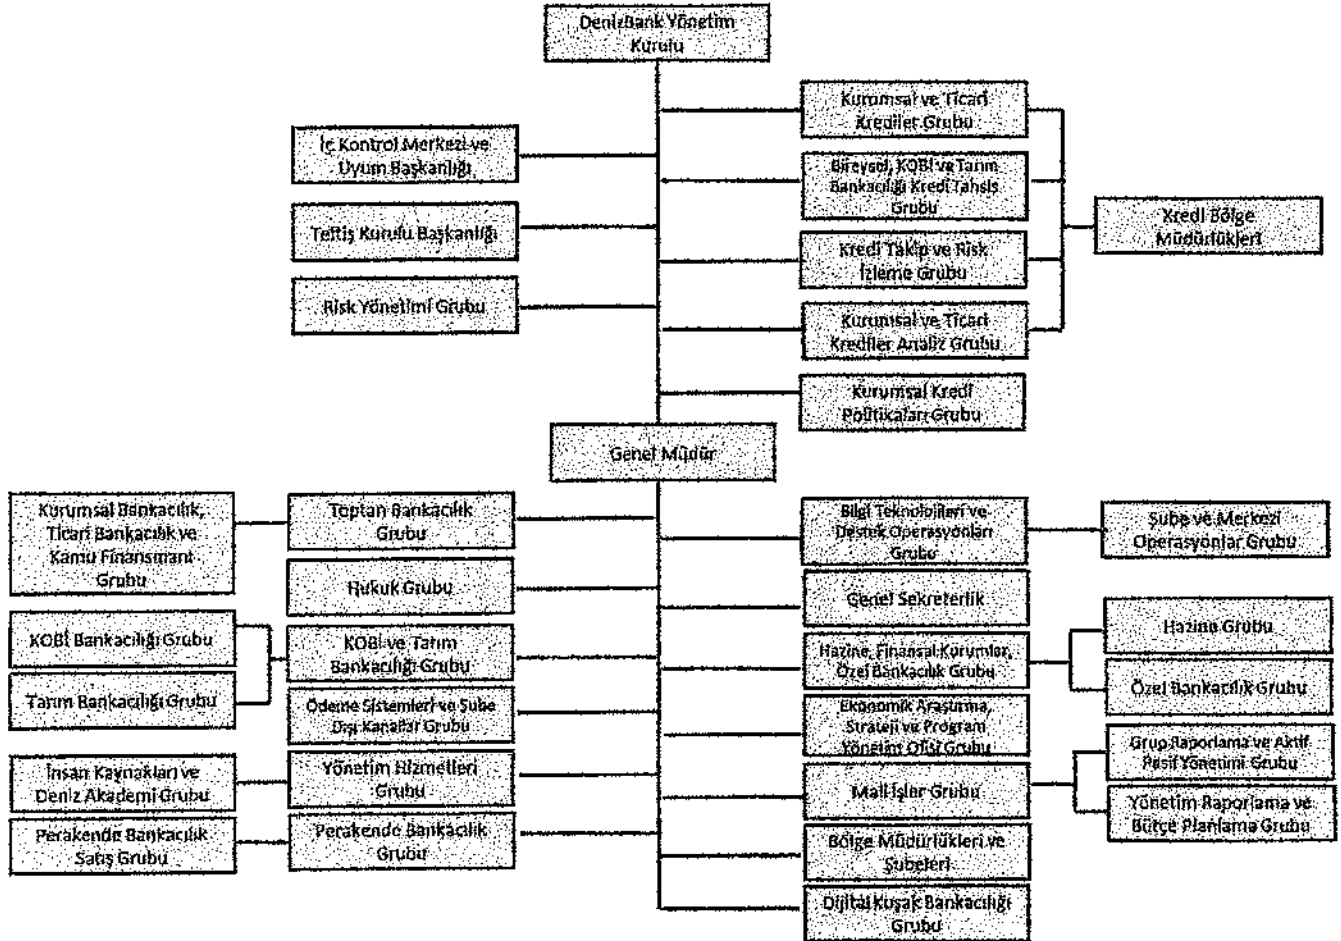 DenizBank Yönetim
Kurulu
Kurumsal ve Ticari
Krediler Grubu
İç Kontrol Merkezi ve
Uyum Başkanlığı
Bireysel, KOBİ ve Tarım
Bankacılığı Kredi Tahsis
Grubu
Teftiş Kurulu Başkanlığı
Kredi Bölge
Müdürlükleri
Kredi Takip ve Risk
İzleme Grubu
Risk Yönetimi Grubu
Kurumsal ve Ticari
Krediler Analiz Grubu
Kurumsal Kredi
Politikaları Grubu
Genel Müdür
Kurumsal Bankacılık,
Ticari Bankacılık ve
Kamu Finansmanı
Grubu
Toptan Bankacılık
Grubu
Bilgi Teknolojileri ve
Destek Operasyonları
Grubu
Şube ve Merkezi
Operasyonlar Grubu
Hukuk Grubu
Genel Sekreterlik
KOBİ Bankacılığı Grubu
KOBİ ve Tarım
Bankacılığı Grubu
Hazine, Finansal Kurumlar,
Özel Bankacılık Grubu
Hazine Grubu
Tarım Bankacılığı Grubu
Özel Bankacılık Grubu
Ödeme Sistemleri ve Şube
Dışı Kanallar Grubu
Ekonomik Araştırma,
Strateji ve Program
Yönetim Ofisi Grubu
Grup Raporlama ve Aktif
Pasif Yönetimi Grubu
İnsan Kaynakları ve
Deniz Akademi Grubu
Yönetim Hizmetleri
Grubu
Mali İşler Grubu
Yönetim Raporlama ve
Bütçe Planlama Grubu
Perakende Bankacılık
Satış Grubu
Perakende Bankacılık
Grubu
Bölge Müdürlükleri ve
Şubeleri
Dijital Kuşak Bankacılığı
Grubu